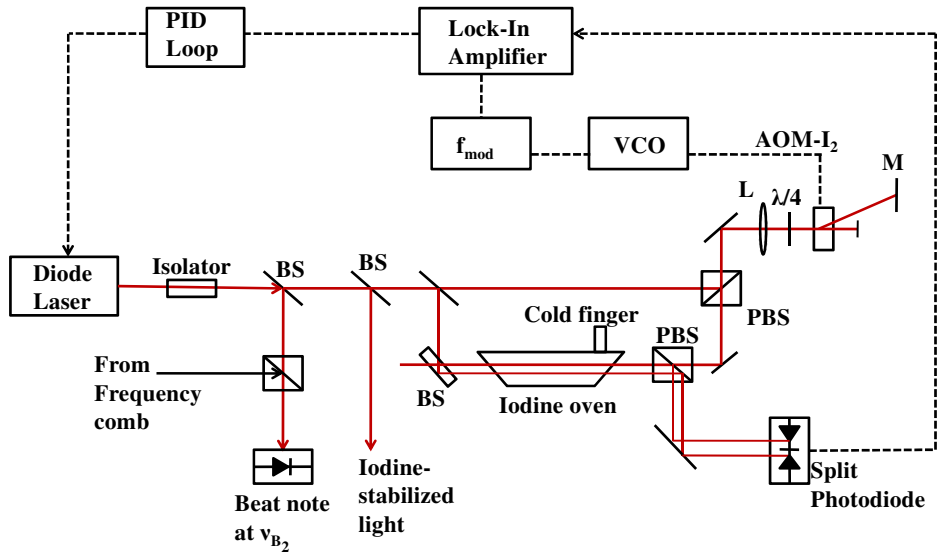 PID
Loop
Lock-In
Amplifier
f_mod
VCO
AOM-I₂
M
L
λ/4
Diode
Laser
Isolator
BS
BS
PBS
Cold finger
PBS
BS
Iodine oven
From
Frequency
comb
Beat note
at ν_B₂
Iodine-
stabilized
light
Split
Photodiode